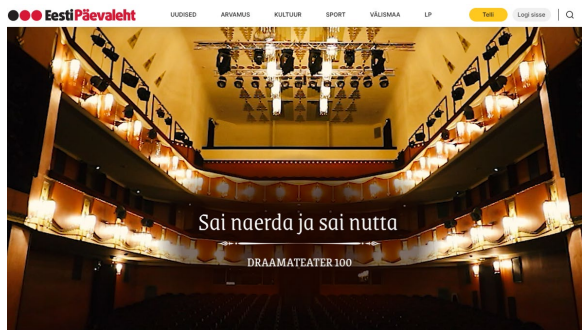 Eesti Päevaleht
UUDISED ARVAMUS KULTUUR SPORT VÄLISMAA LP Telli Logi sisse
Sai naerda ja sai nutta
DRAAMATEATER 100